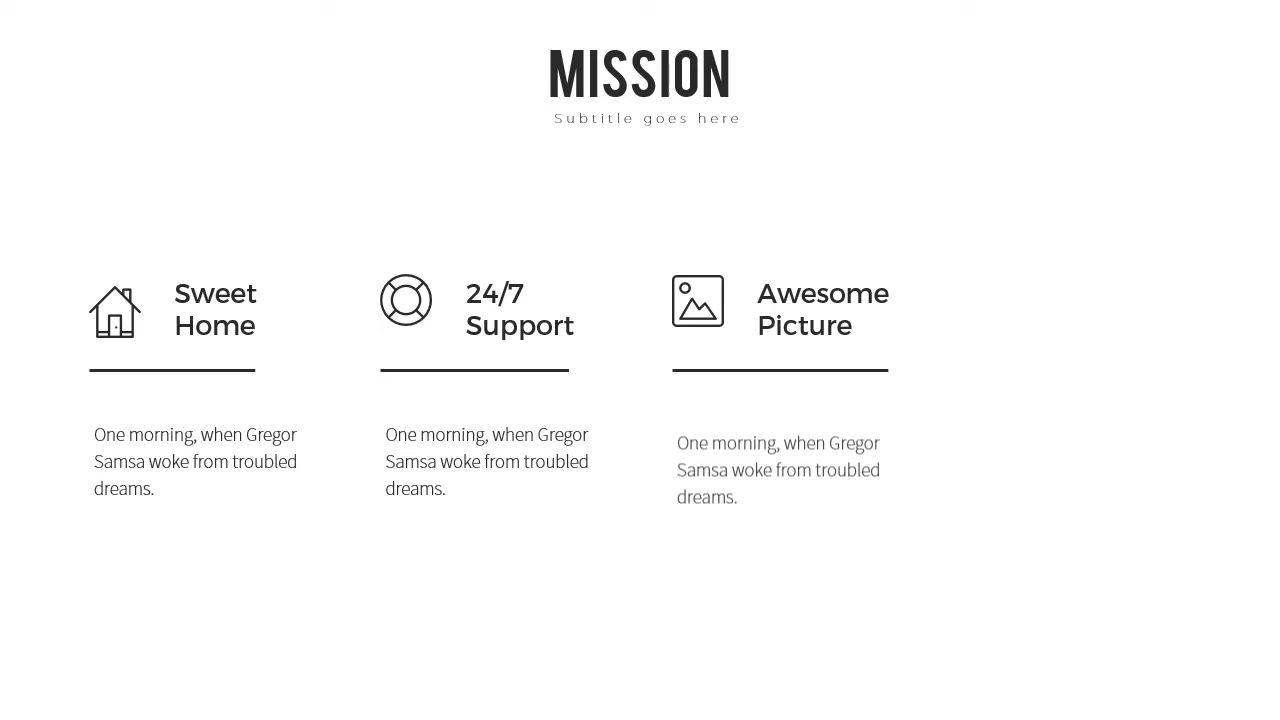 MISSION
Subtitle goes here
Sweet
Home
One morning, when Gregor
Samsa woke from troubled
dreams.
24/7
Support
One morning, when Gregor
Samsa woke from troubled
dreams.
Awesome
Picture
One morning, when Gregor
Samsa woke from troubled
dreams.